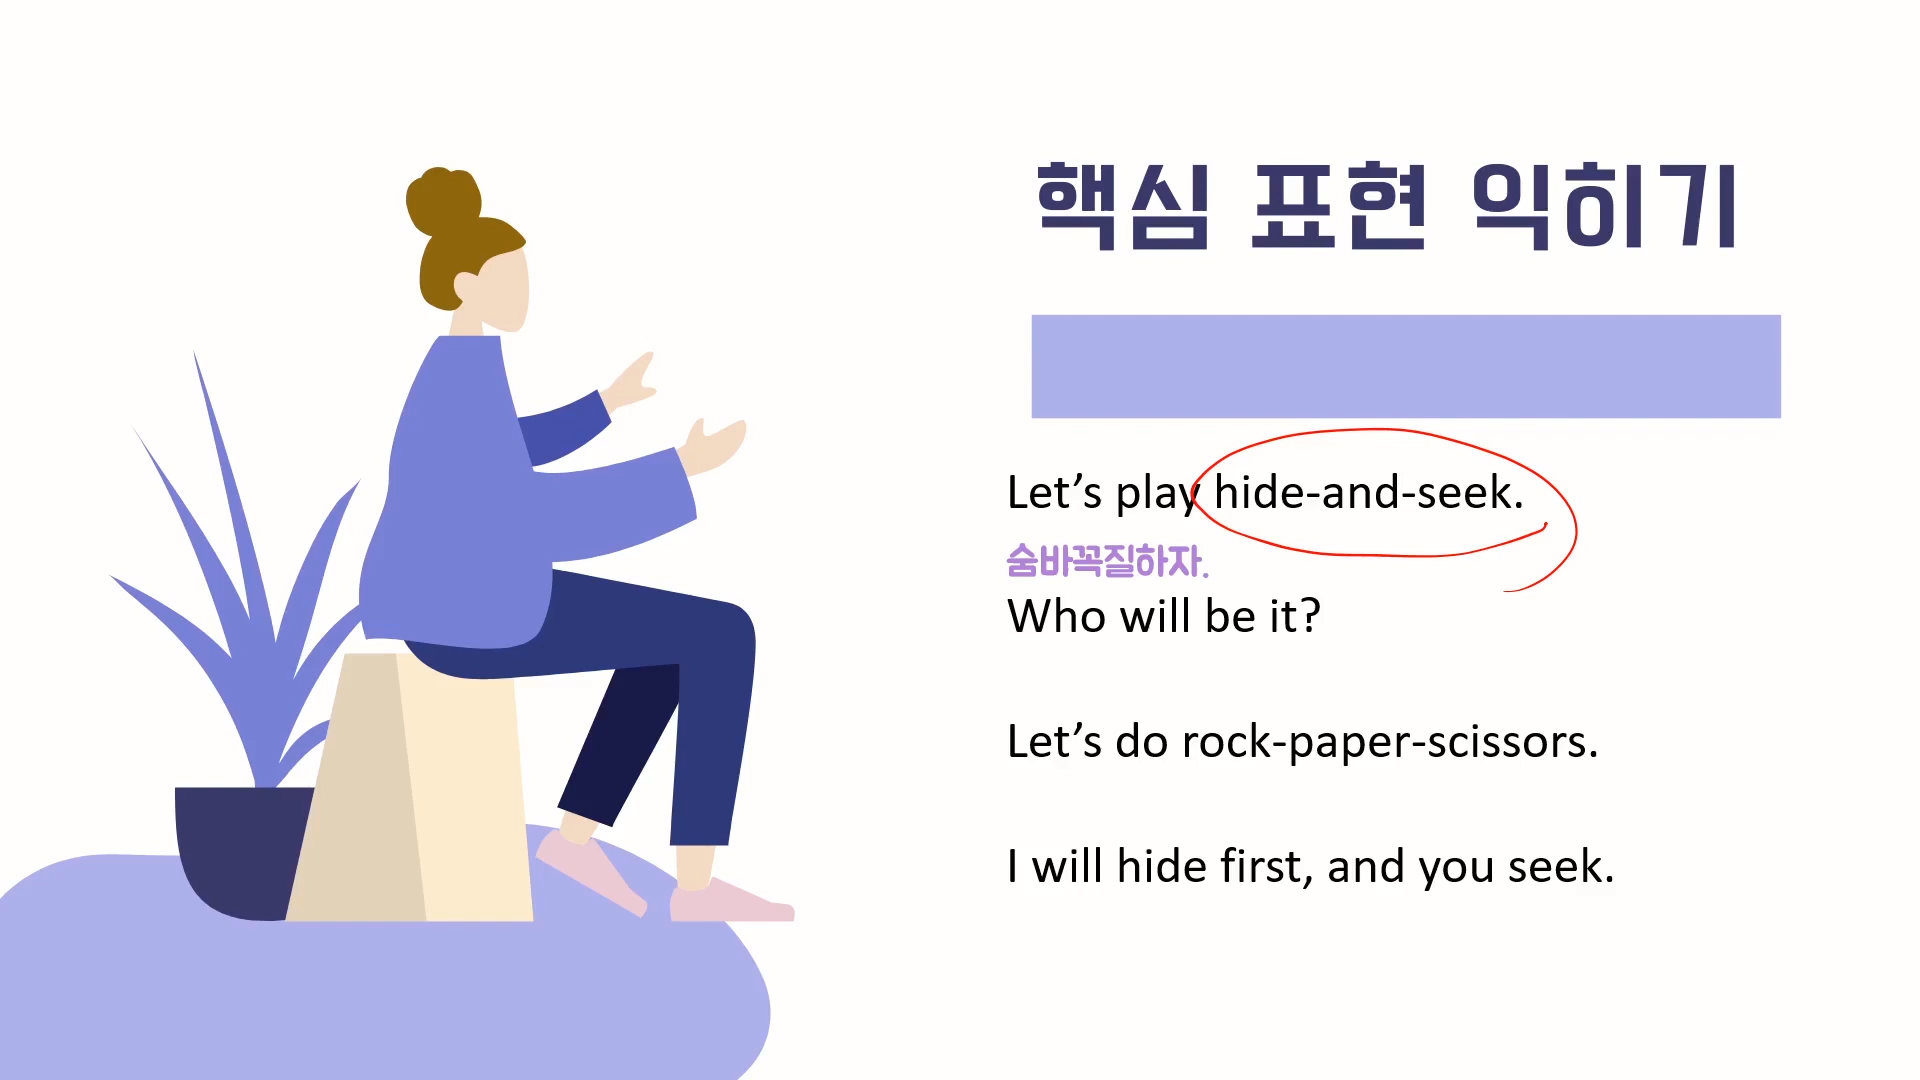 핵심 표현 익히기
Let’s play hide-and-seek.
숨바꼭질하자.
Who will be it?
Let’s do rock-paper-scissors.
I will hide first, and you seek.